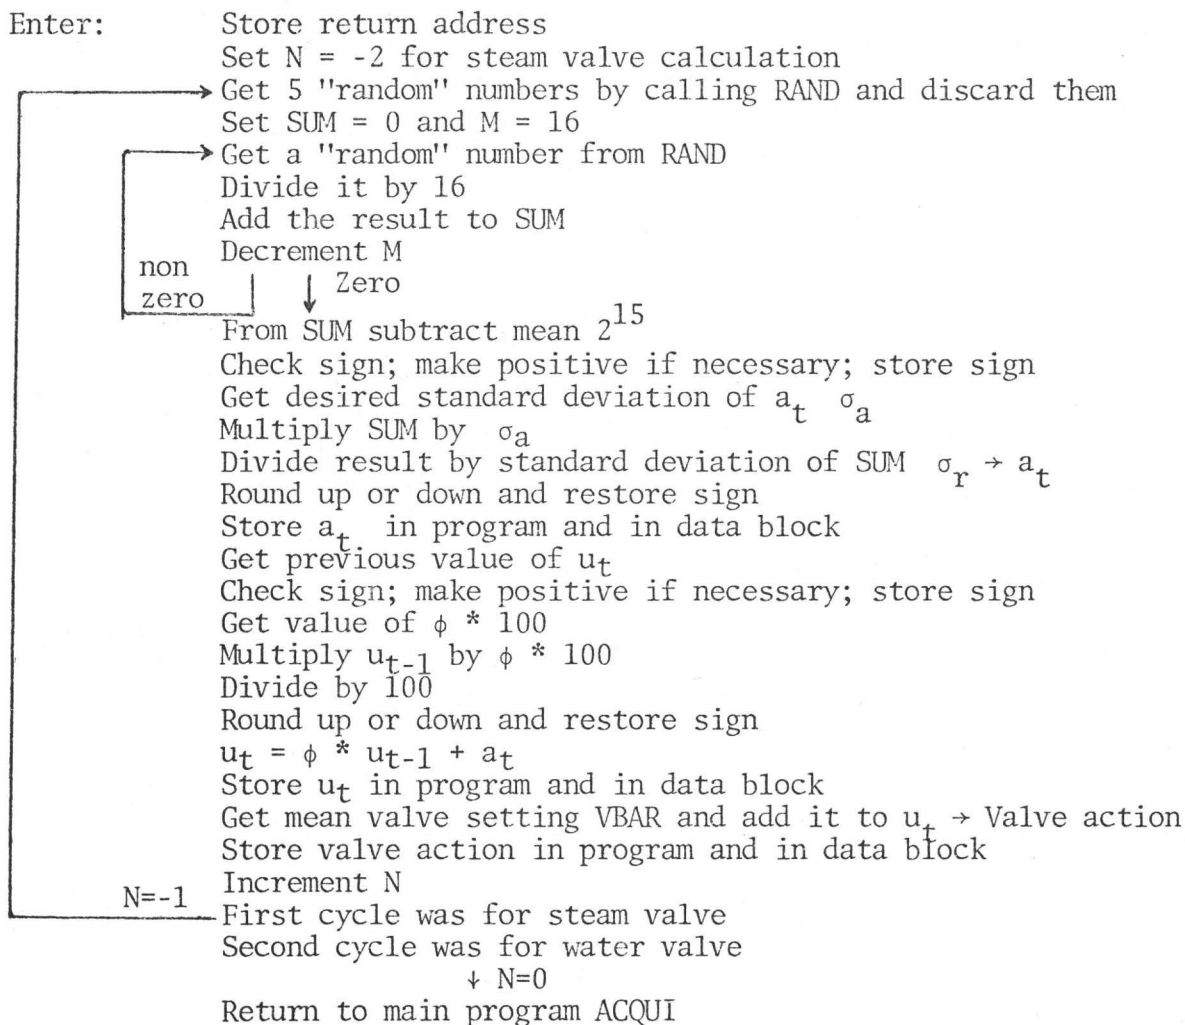 Enter: Store return address
Set N = -2 for steam valve calculation
Get 5 "random" numbers by calling RAND and discard them
Set SUM = 0 and M = 16
Get a "random" number from RAND
Divide it by 16
Add the result to SUM
Decrement M
non zero
Zero
From SUM subtract mean 2^15
Check sign; make positive if necessary; store sign
Get desired standard deviation of a_t σ_a
Multiply SUM by σ_a
Divide result by standard deviation of SUM σ_r → a_t
Round up or down and restore sign
Store a_t in program and in data block
Get previous value of u_t
Check sign; make positive if necessary; store sign
Get value of φ * 100
Multiply u_t-1 by φ * 100
Divide by 100
Round up or down and restore sign
u_t = φ * u_t-1 + a_t
Store u_t in program and in data block
Get mean valve setting VBAR and add it to u_t → Valve action
Store valve action in program and in data block
Increment N
N=-1
First cycle was for steam valve
Second cycle was for water valve
↓ N=0
Return to main program ACQUI